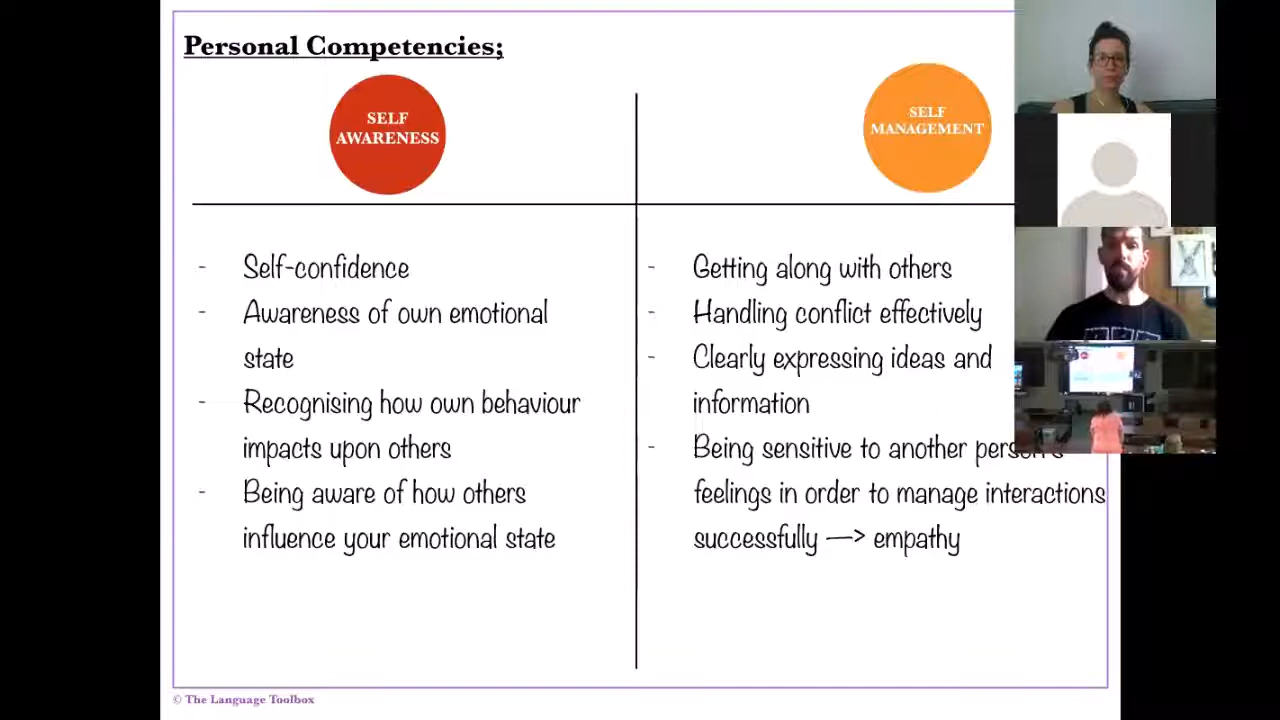 Personal Competencies;
SELF
AWARENESS
SELF
MANAGEMENT
- Self-confidence
- Awareness of own emotional
state
- Recognising how own behaviour
impacts upon others
- Being aware of how others
influence your emotional state
- Getting along with others
- Handling conflict effectively
- Clearly expressing ideas and
information
- Being sensitive to another person's
feelings in order to manage interactions
successfully —> empathy
© The Language Toolbox